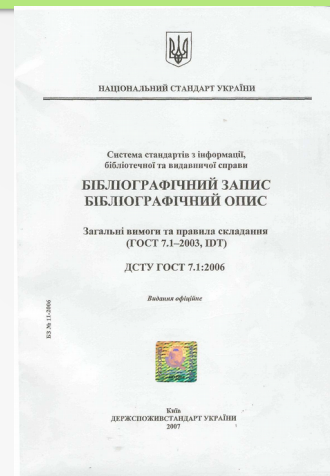 НАЦІОНАЛЬНИЙ СТАНДАРТ УКРАЇНИ
Система стандартів з інформації,
бібліотечної та видавничої справи
БІБЛІОГРАФІЧНИЙ ЗАПИС
БІБЛІОГРАФІЧНИЙ ОПИС
Загальні вимоги та правила складання
(ГОСТ 7.1–2003, IDT)
ДСТУ ГОСТ 7.1:2006
Видання офіційне
БЗ № 11-2006
Київ
ДЕРЖСПОЖИВСТАНДАРТ УКРАЇНИ
2007